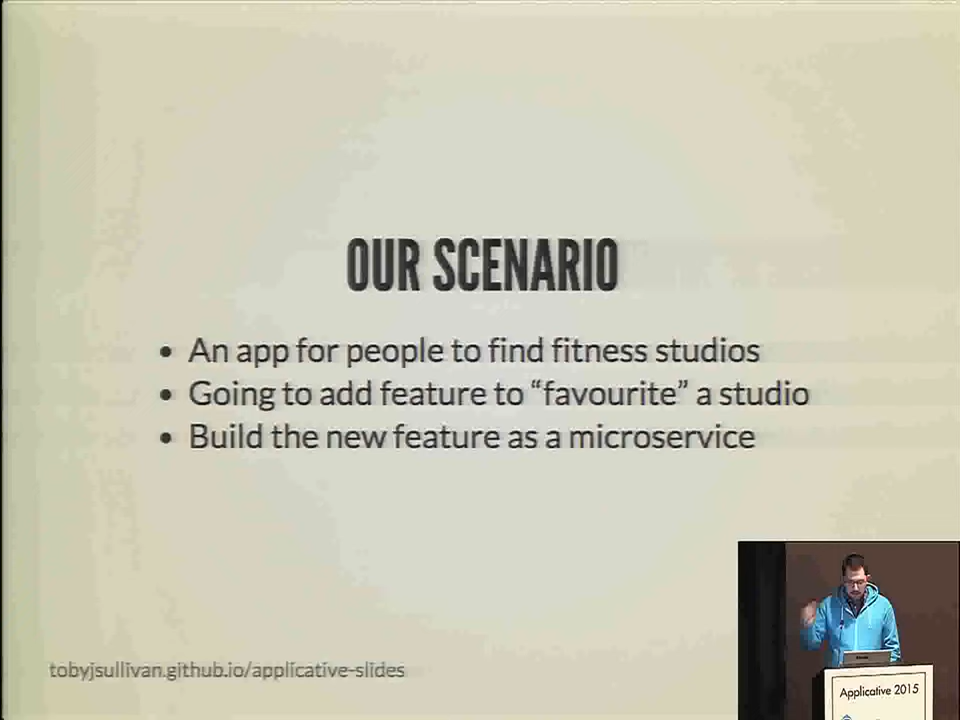 OUR SCENARIO
An app for people to find fitness studios
Going to add feature to “favourite” a studio
Build the new feature as a microservice
tobyjsullivan.github.io/applicative-slides
Applicative 2015